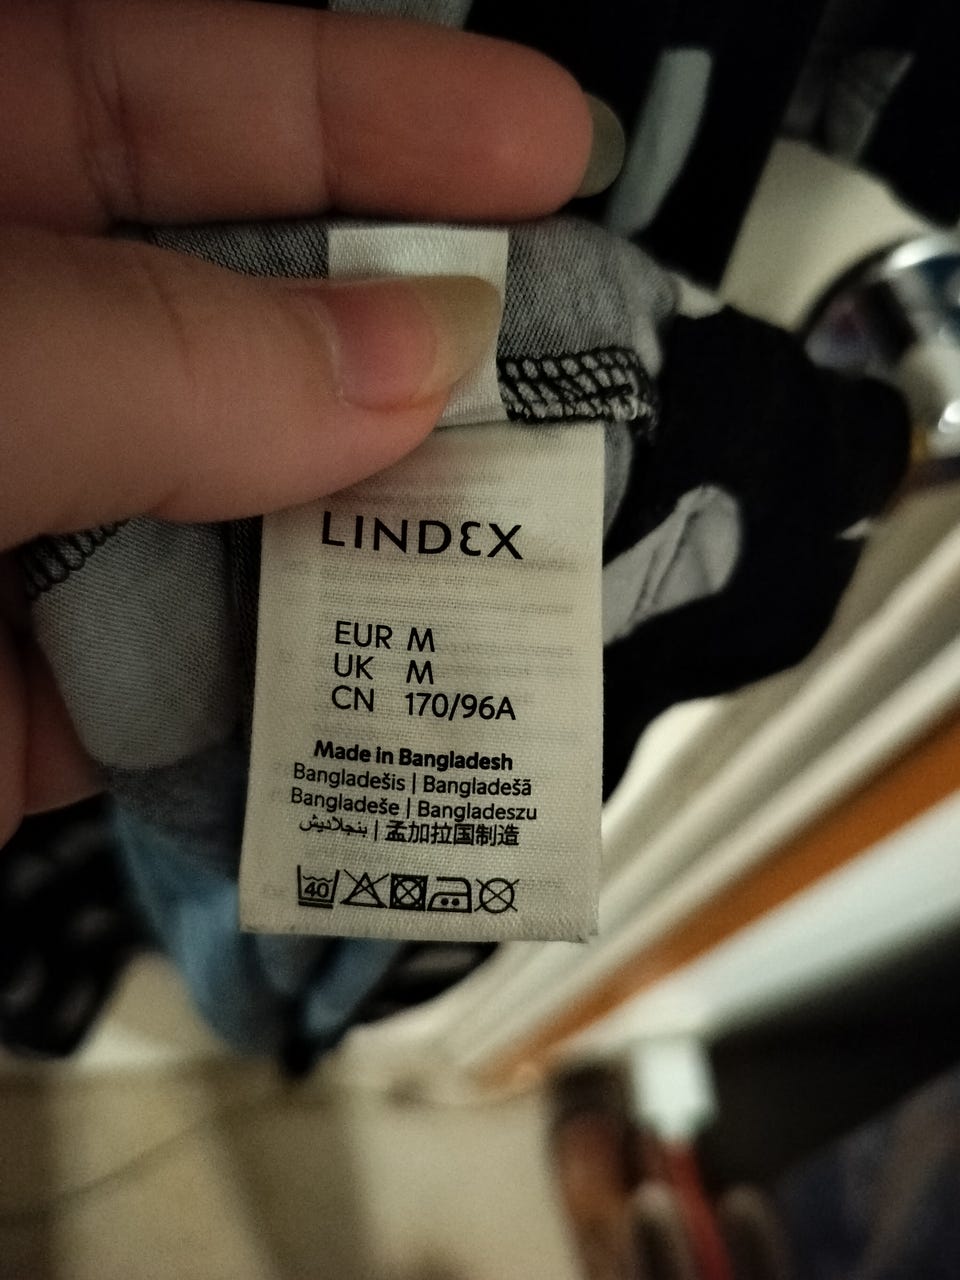 LINDEX
EUR M
UK M
CN 170/96A
Made in Bangladesh
Bangladešis | Bangladešā
Bangladeše | Bangladeszu
بنجلاديش | 孟加拉国制造
40